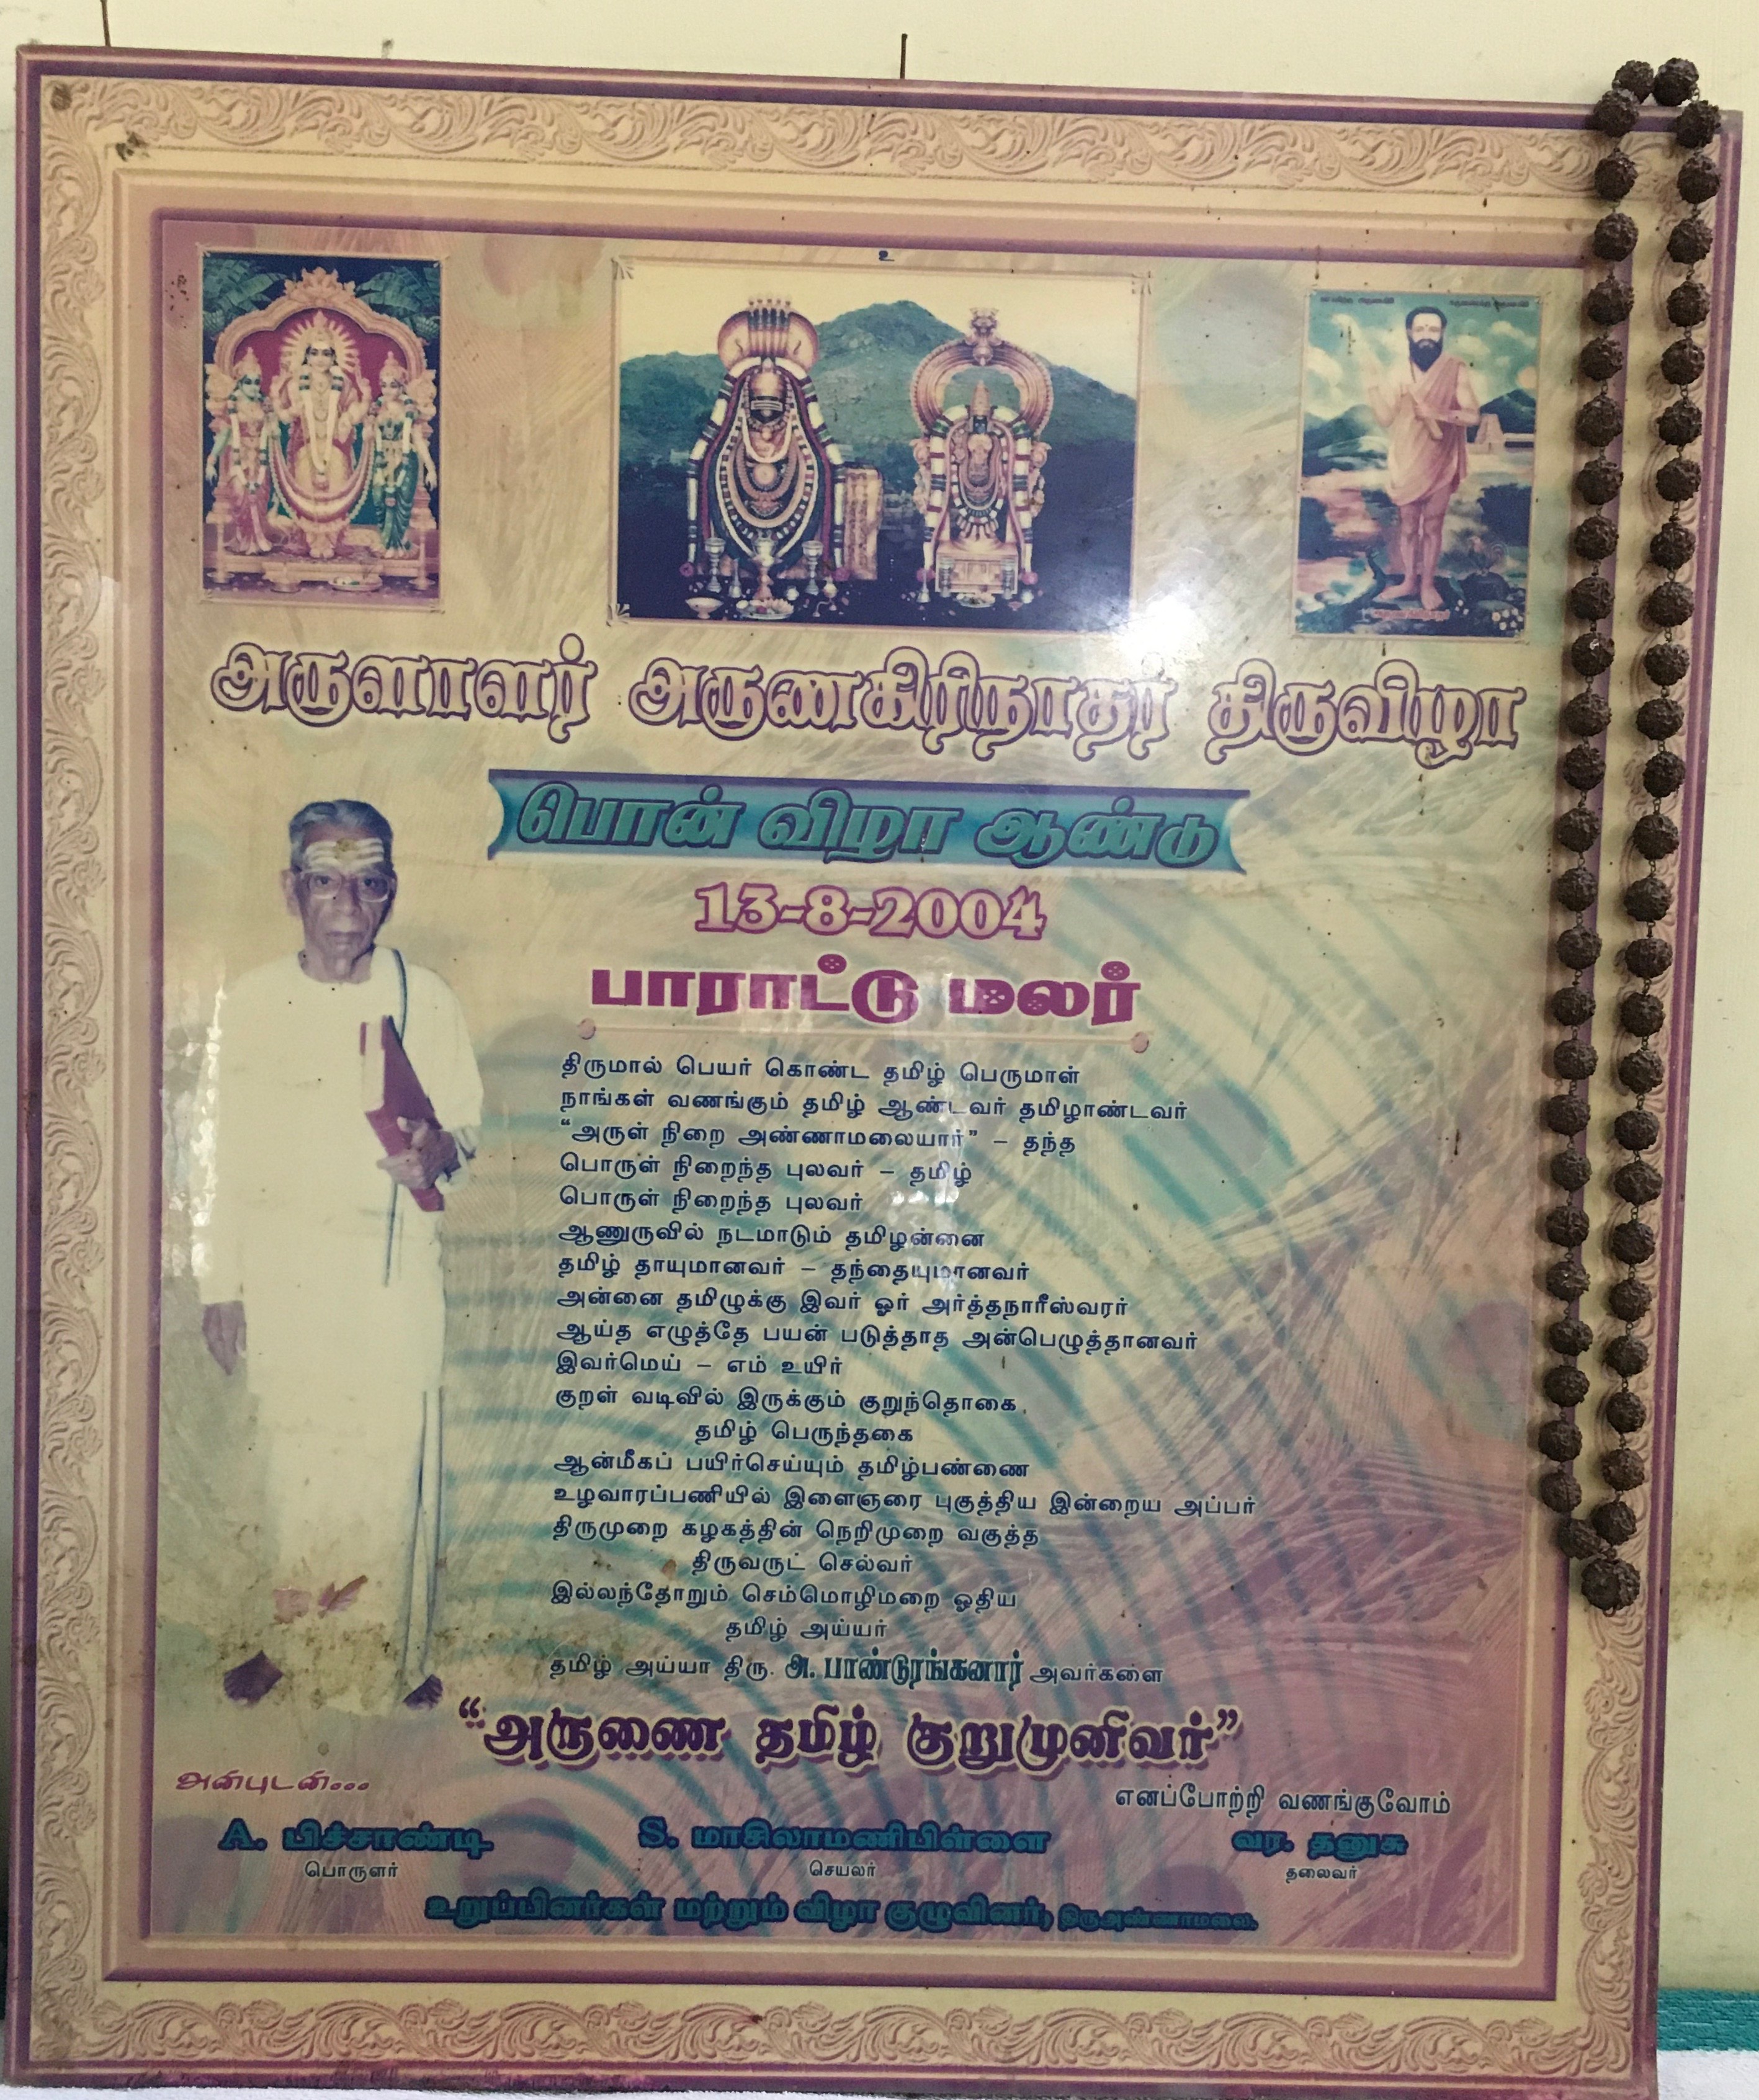 உ
அருளாளர் அருணகிரிநாதர் திருவிழா
பொன் விழா ஆண்டு
13-8-2004
பாராட்டு மலர்
திருமால் பெயர் கொண்ட தமிழ் பெருமாள்
நாங்கள் வணங்கும் தமிழ் ஆண்டவர் தமிழாண்டவர்
“அருள் நிறை அண்ணாமலையார்” – தந்த
பொருள் நிறைந்த புலவர் – தமிழ்
பொருள் நிறைந்த புலவர்
ஆணுருவில் நடமாடும் தமிழன்னை
தமிழ் தாயுமானவர் – தந்தையுமானவர்
அன்னை தமிழுக்கு இவர் ஓர் அர்த்தநாரீஸ்வரர்
ஆய்த எழுத்தே பயன் படுத்தாத அன்பெழுத்தானவர்
இவர்மெய் – எம் உயிர்
குறள் வடிவில் இருக்கும் குறுந்தொகை
தமிழ் பெருந்தகை
ஆன்மீகப் பயிர்செய்யும் தமிழ்பண்ணை
உழவாரப்பணியில் இளைஞரை புகுத்திய இன்றைய அப்பர்
திருமுறை கழகத்தின் நெறிமுறை வகுத்த
திருவருட் செல்வர்
இல்லந்தோறும் செம்மொழிமறை ஓதிய
தமிழ் அய்யர்
தமிழ் அய்யா திரு. அ. பாண்டுரங்கனார் அவர்களை
“அருணை தமிழ் குறுமுனிவர்”
அன்புடன்...
எனப்போற்றி வணங்குவோம்
A. பிச்சாண்டி S. மாசிலாமணிபிள்ளை வர. தனுசு
பொருளர் செயலர் தலைவர்
உறுப்பினர்கள் மற்றும் விழா குழுவினர், திருஅண்ணாமலை.